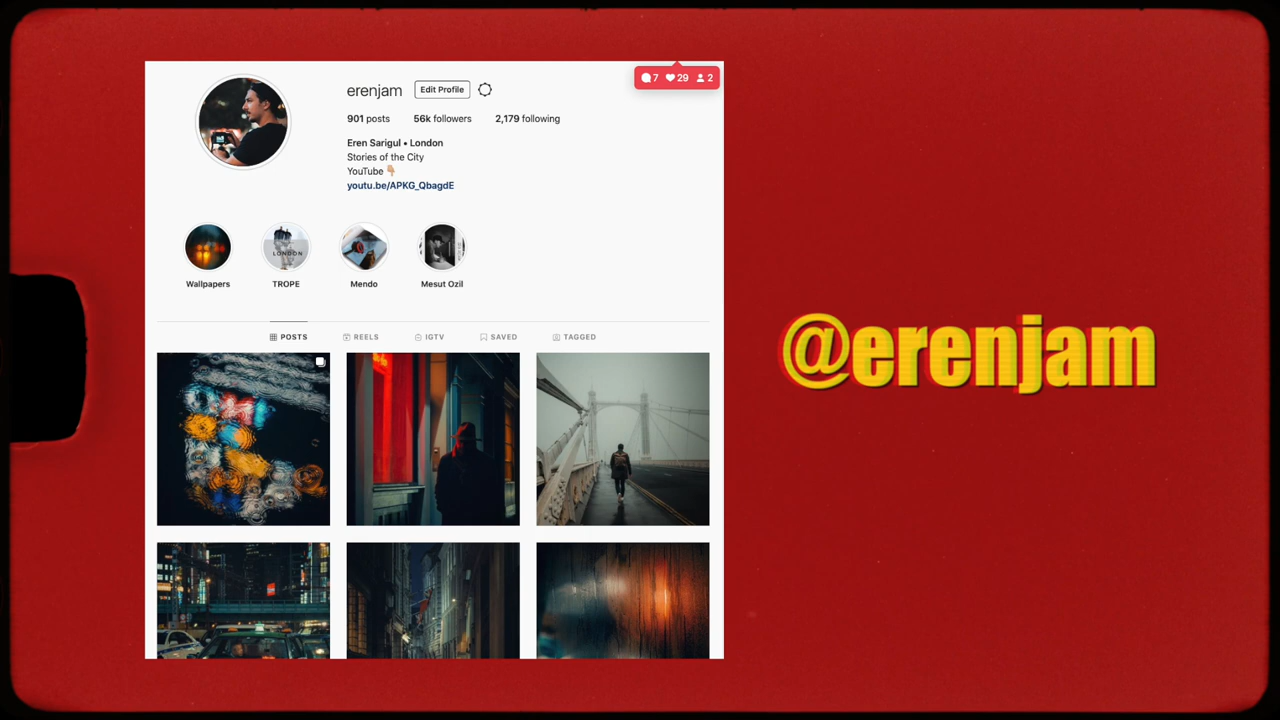 erenjam Edit Profile
7 29 2
901 posts 56k followers 2,179 following
Eren Sarigul • London
Stories of the City
YouTube 👇🏼
youtu.be/APKG_QbagdE
LONDON
Wallpapers TROPE Mendo Mesut Ozil
POSTS REELS IGTV SAVED TAGGED
@erenjam